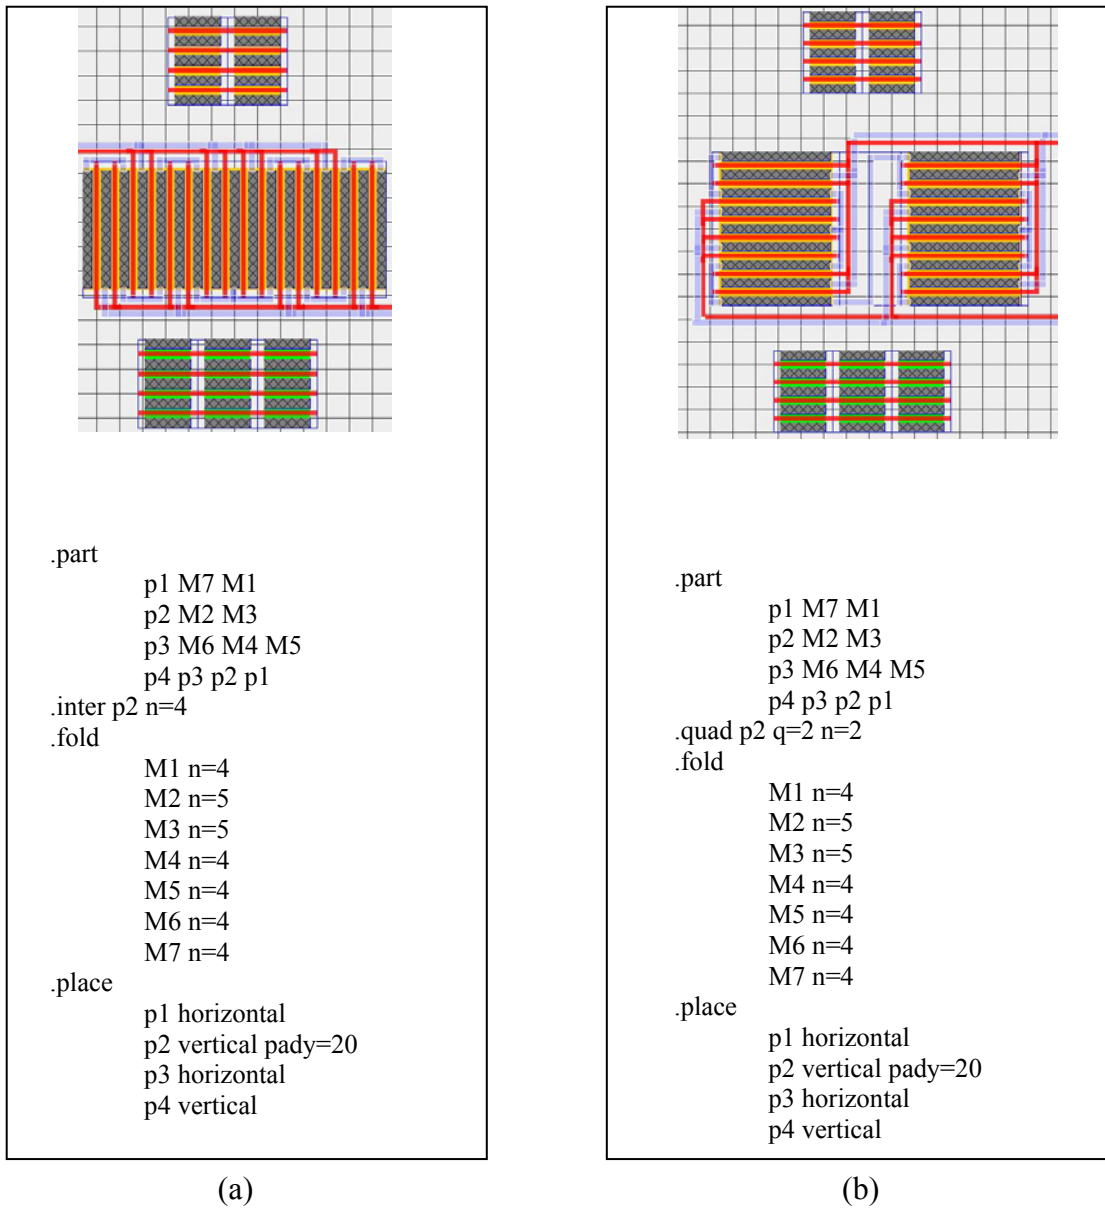 .part
p1 M7 M1
p2 M2 M3
p3 M6 M4 M5
p4 p3 p2 p1
.inter p2 n=4
.fold
M1 n=4
M2 n=5
M3 n=5
M4 n=4
M5 n=4
M6 n=4
M7 n=4
.place
p1 horizontal
p2 vertical pady=20
p3 horizontal
p4 vertical
(a)
.part
p1 M7 M1
p2 M2 M3
p3 M6 M4 M5
p4 p3 p2 p1
.quad p2 q=2 n=2
.fold
M1 n=4
M2 n=5
M3 n=5
M4 n=4
M5 n=4
M6 n=4
M7 n=4
.place
p1 horizontal
p2 vertical pady=20
p3 horizontal
p4 vertical
(b)